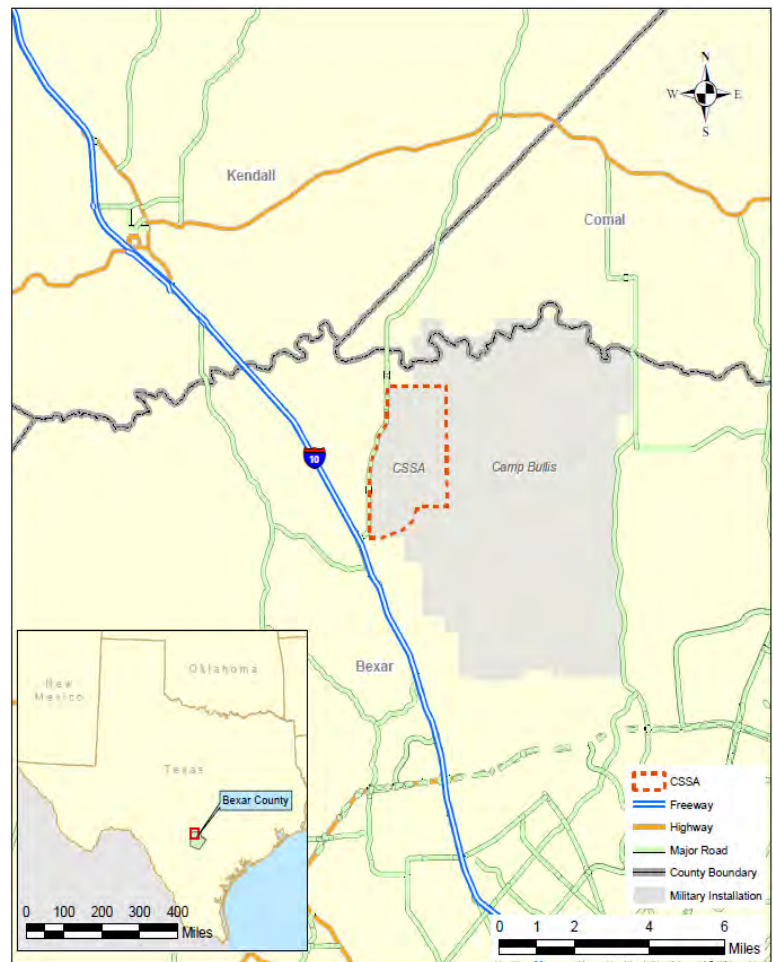 N
W E
S
Kendall
Comal
10
CSSA
Camp Bullis
Bexar
New
Mexico
Oklahoma
Texas
Bexar County
0 100 200 300 400
Miles
CSSA
Freeway
Highway
Major Road
County Boundary
Military Installation
0 1 2 4 6
Miles